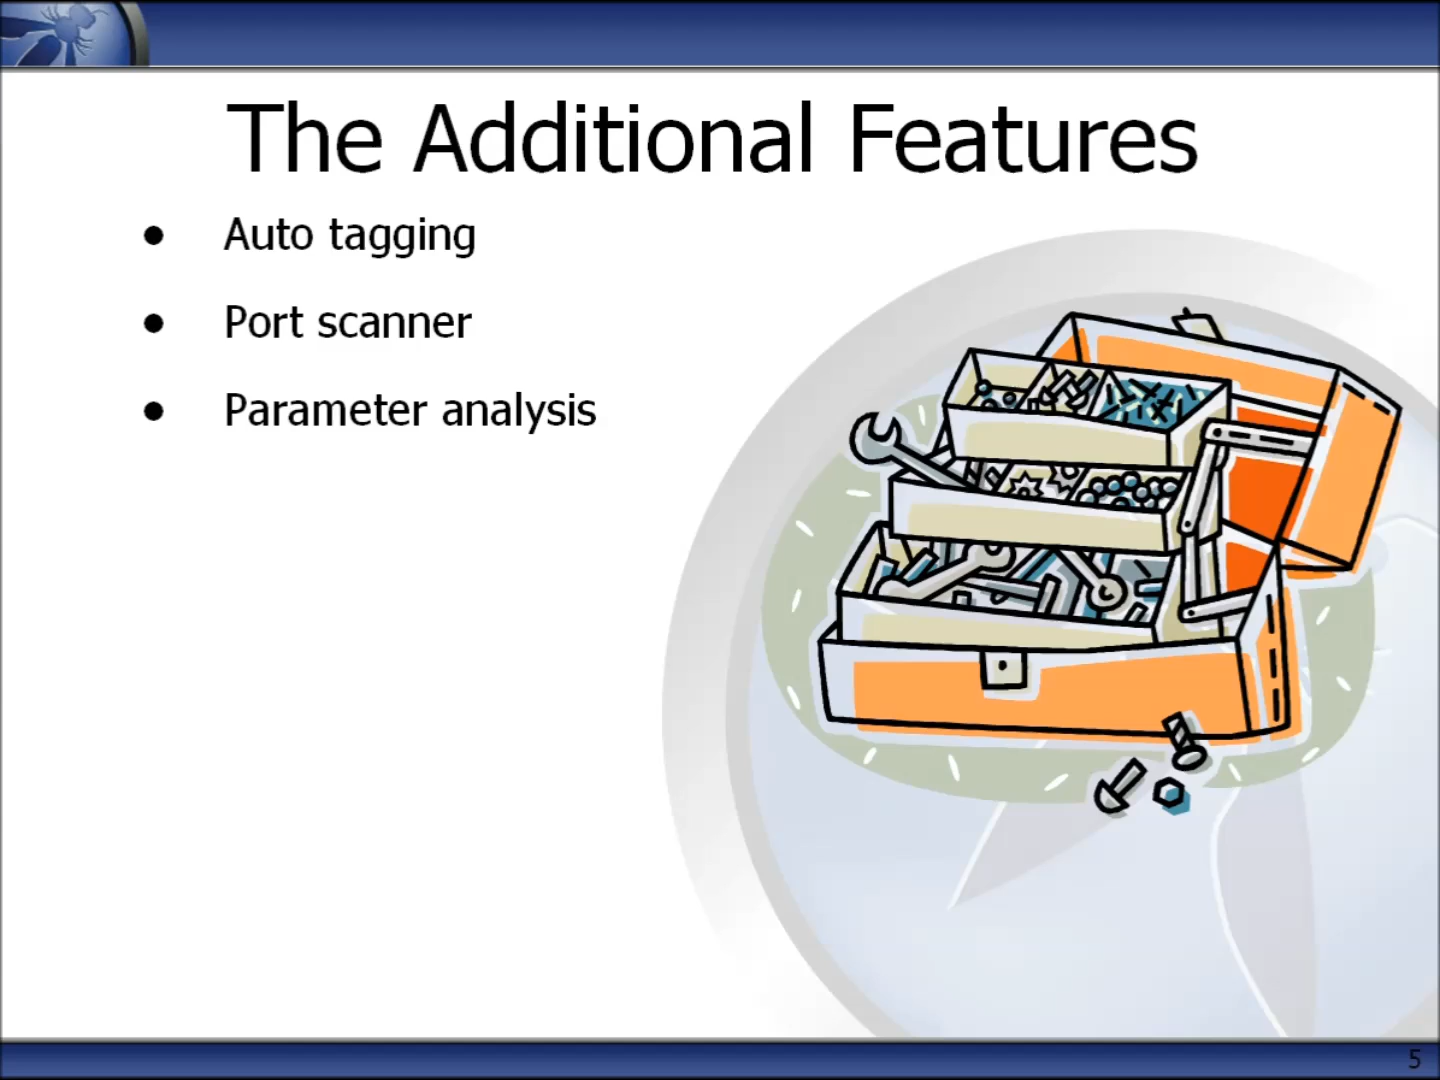 The Additional Features
• Auto tagging
• Port scanner
• Parameter analysis
5